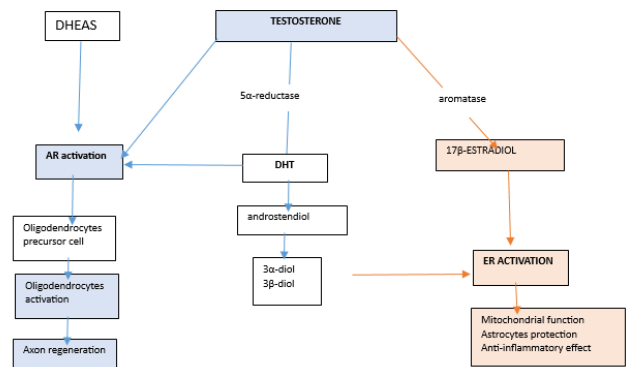 DHEAS
TESTOSTERONE
5α-reductase
aromatase
AR activation
DHT
17β-ESTRADIOL
Oligodendrocytes
precursor cell
androstendiol
3α-diol
3β-diol
ER ACTIVATION
Oligodendrocytes
activation
Mitochondrial function
Astrocytes protection
Anti-inflammatory effect
Axon regeneration